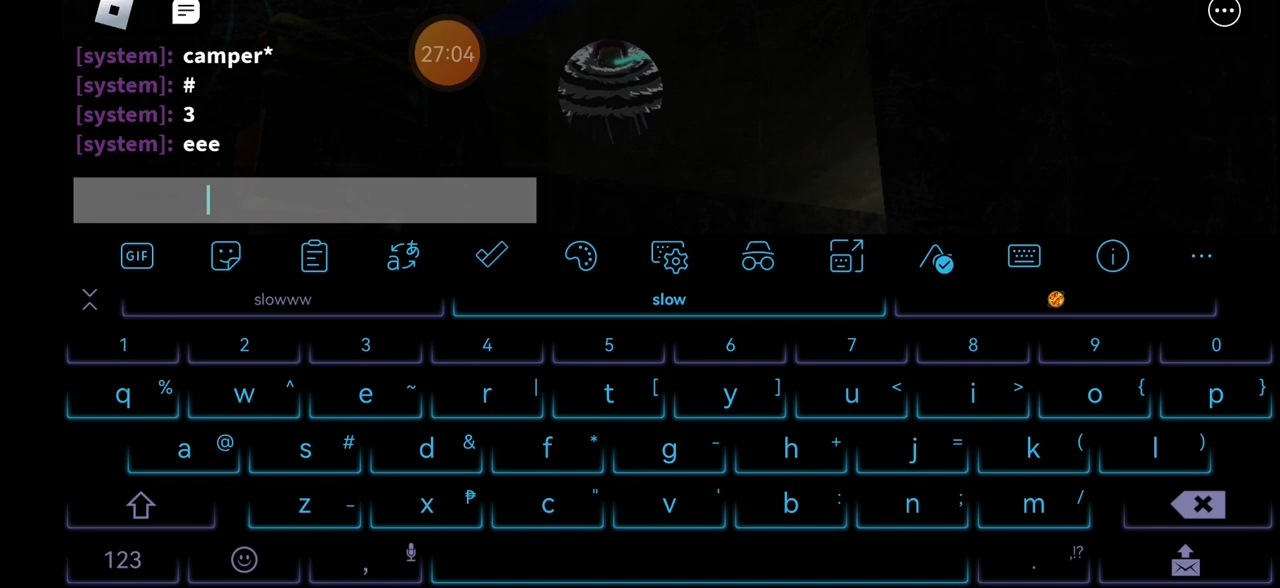 [system]: camper*
[system]: #
[system]: 3
[system]: eee
27:04
GIF
slowww slow
1 2 3 4 5 6 7 8 9 0
q % w ^ e ~ r | t [ y ] u < i > o { p }
a @ s # d & f * g - h + j = k ( l )
z _ x ₱ c " v ' b : n ; m /
123 , . ,!?